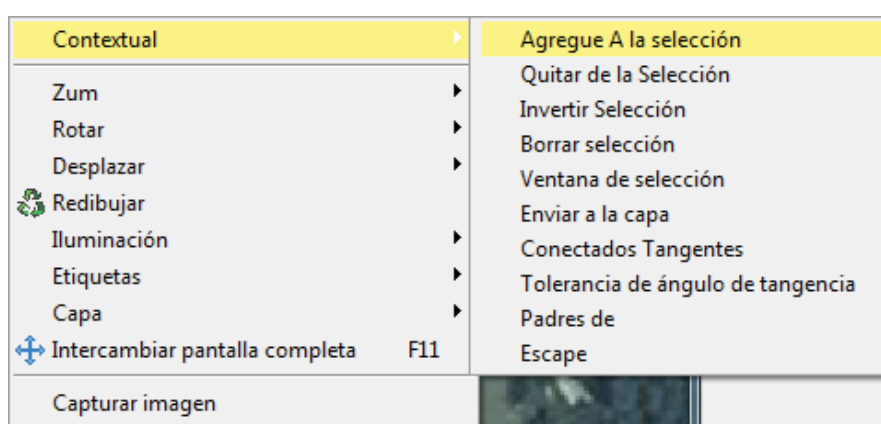 Contextual
Zum
Rotar
Desplazar
Redibujar
Iluminación
Etiquetas
Capa
Intercambiar pantalla completa F11
Capturar imagen
Agregue A la selección
Quitar de la Selección
Invertir Selección
Borrar selección
Ventana de selección
Enviar a la capa
Conectados Tangentes
Tolerancia de ángulo de tangencia
Padres de
Escape